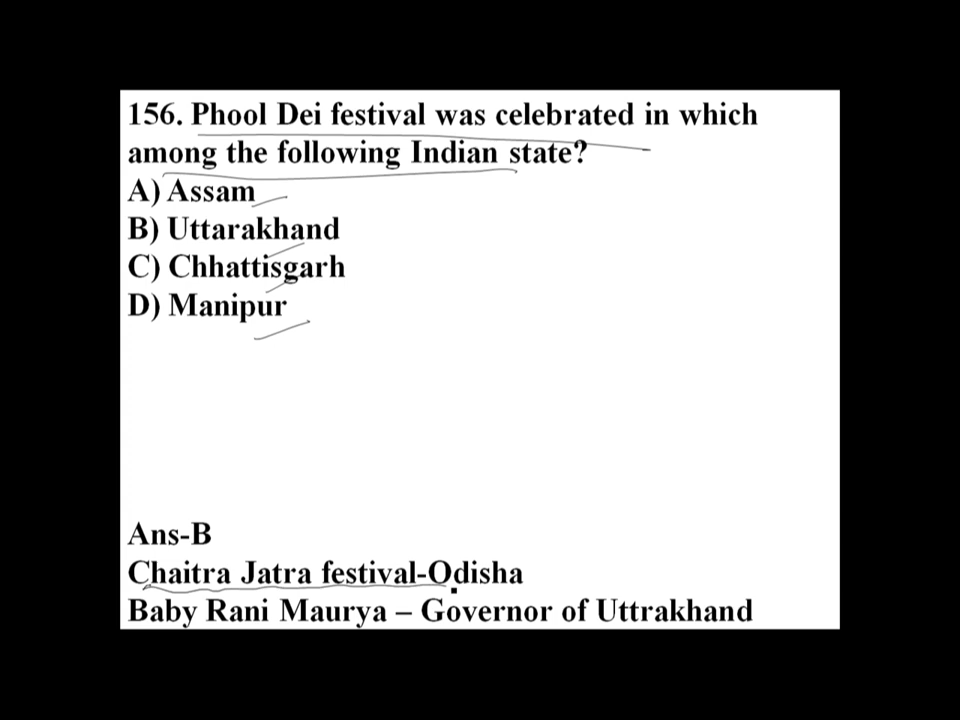 156. Phool Dei festival was celebrated in which
among the following Indian state?
A) Assam
B) Uttarakhand
C) Chhattisgarh
D) Manipur
Ans-B
Chaitra Jatra festival-Odisha
Baby Rani Maurya – Governor of Uttrakhand